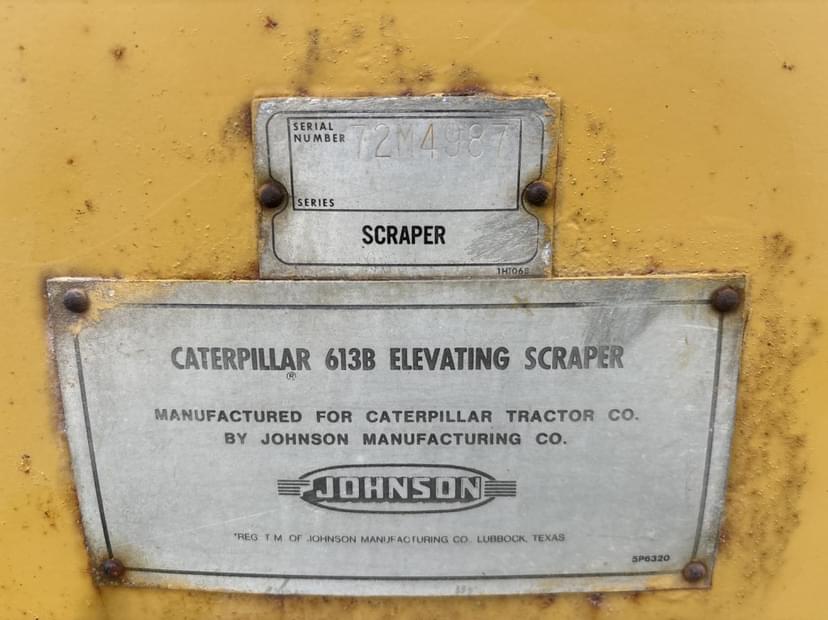 SERIAL
NUMBER 72M4987
SERIES
SCRAPER
1H1068
CATERPILLAR 613B ELEVATING SCRAPER
®
MANUFACTURED FOR CATERPILLAR TRACTOR CO.
BY JOHNSON MANUFACTURING CO.
JOHNSON
*REG. T.M. OF JOHNSON MANUFACTURING CO. LUBBOCK, TEXAS
5P6320